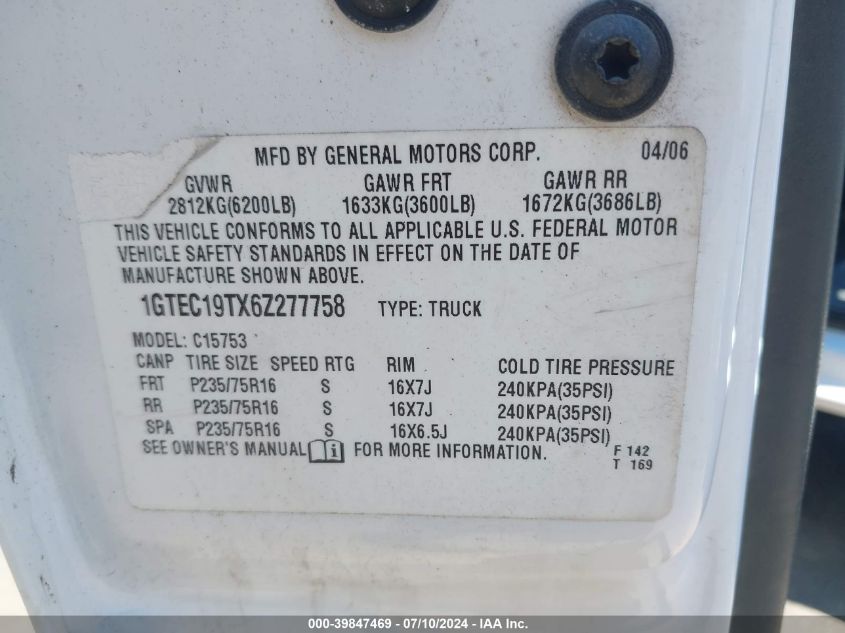 MFD BY GENERAL MOTORS CORP. 04/06
GVWR GAWR FRT GAWR RR
2812KG(6200LB) 1633KG(3600LB) 1672KG(3686LB)
THIS VEHICLE CONFORMS TO ALL APPLICABLE U.S. FEDERAL MOTOR
VEHICLE SAFETY STANDARDS IN EFFECT ON THE DATE OF
MANUFACTURE SHOWN ABOVE.
1GTEC19TX6Z277758 TYPE: TRUCK
MODEL: C15753
CANP TIRE SIZE SPEED RTG RIM COLD TIRE PRESSURE
FRT P235/75R16 S 16X7J 240KPA(35PSI)
RR P235/75R16 S 16X7J 240KPA(35PSI)
SPA P235/75R16 S 16X6.5J 240KPA(35PSI)
SEE OWNER'S MANUAL i FOR MORE INFORMATION. F 142
T 169
000-39847469 - 07/10/2024 - IAA Inc.